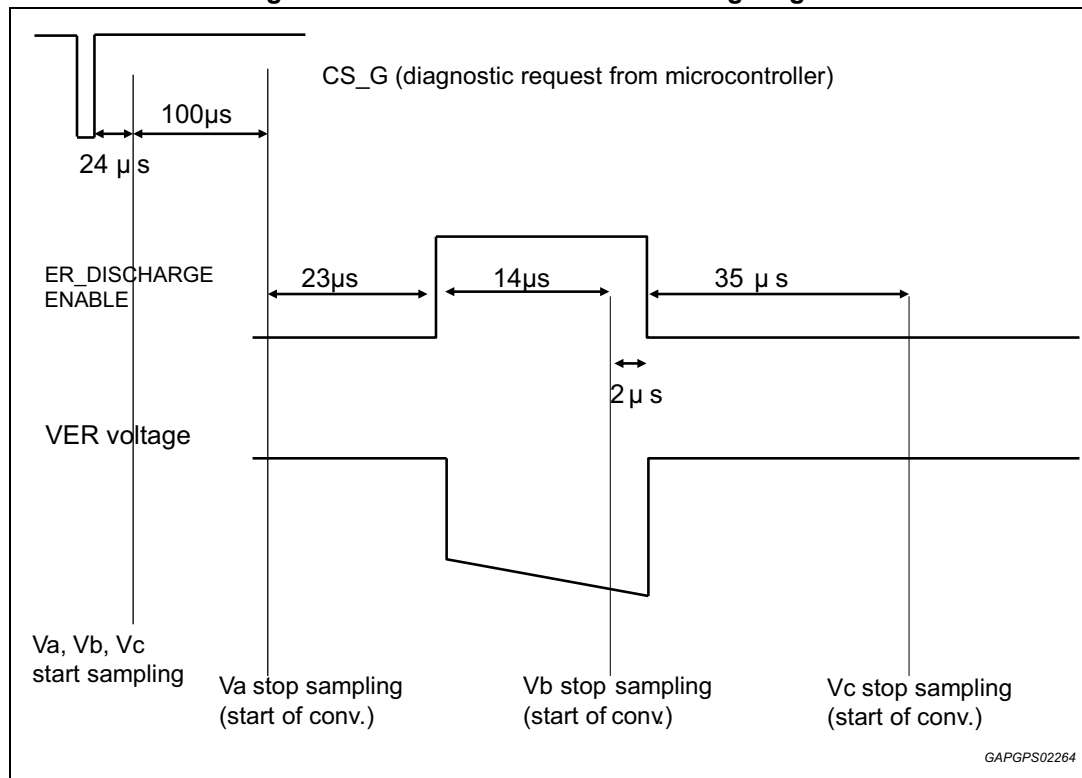 CS_G (diagnostic request from microcontroller)
100µs
24 µ s
ER_DISCHARGE
ENABLE
23µs
14µs
35 µ s
2 µ s
VER voltage
Va, Vb, Vc
start sampling
Va stop sampling
(start of conv.)
Vb stop sampling
(start of conv.)
Vc stop sampling
(start of conv.)
GAPGPS02264